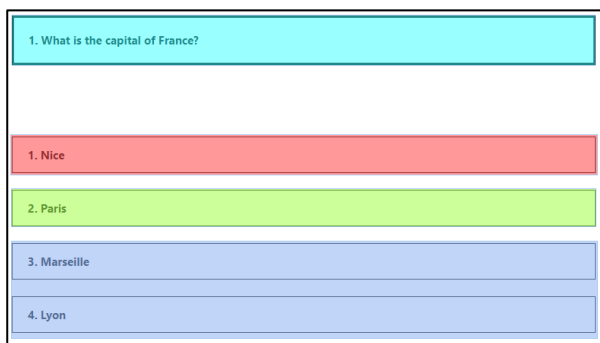 1. What is the capital of France?
1. Nice
2. Paris
3. Marseille
4. Lyon